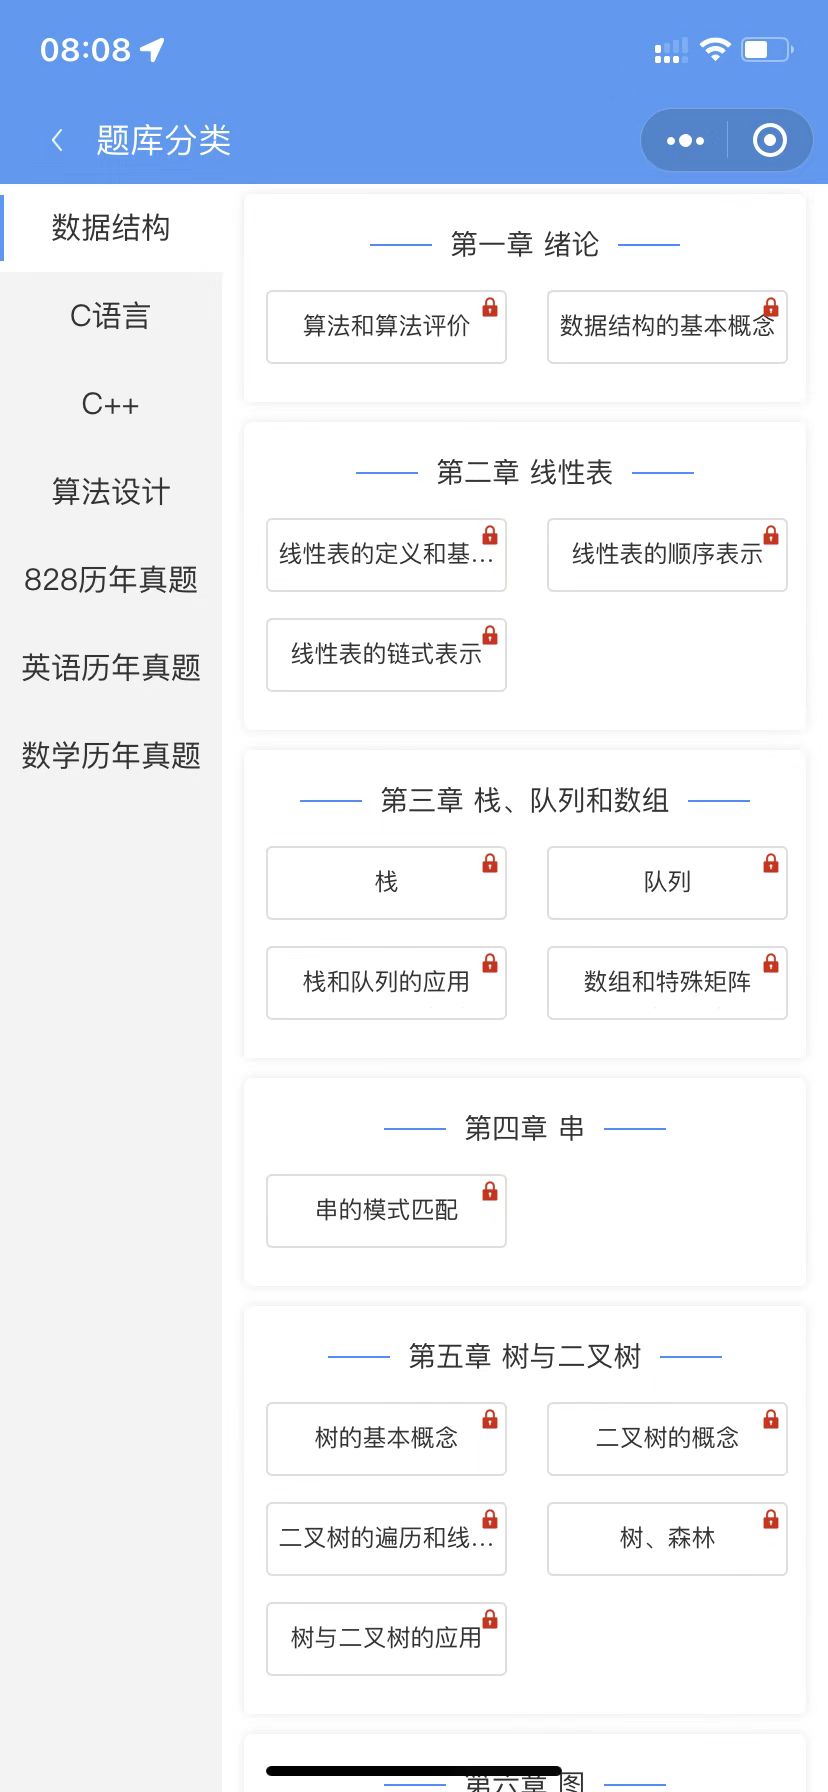 08:08
题库分类
数据结构
C语言
C++
算法设计
828历年真题
英语历年真题
数学历年真题
第一章 绪论
算法和算法评价
数据结构的基本概念
第二章 线性表
线性表的定义和基...
线性表的顺序表示
线性表的链式表示
第三章 栈、队列和数组
栈
队列
栈和队列的应用
数组和特殊矩阵
第四章 串
串的模式匹配
第五章 树与二叉树
树的基本概念
二叉树的概念
二叉树的遍历和线...
树、森林
树与二叉树的应用
第六章 图